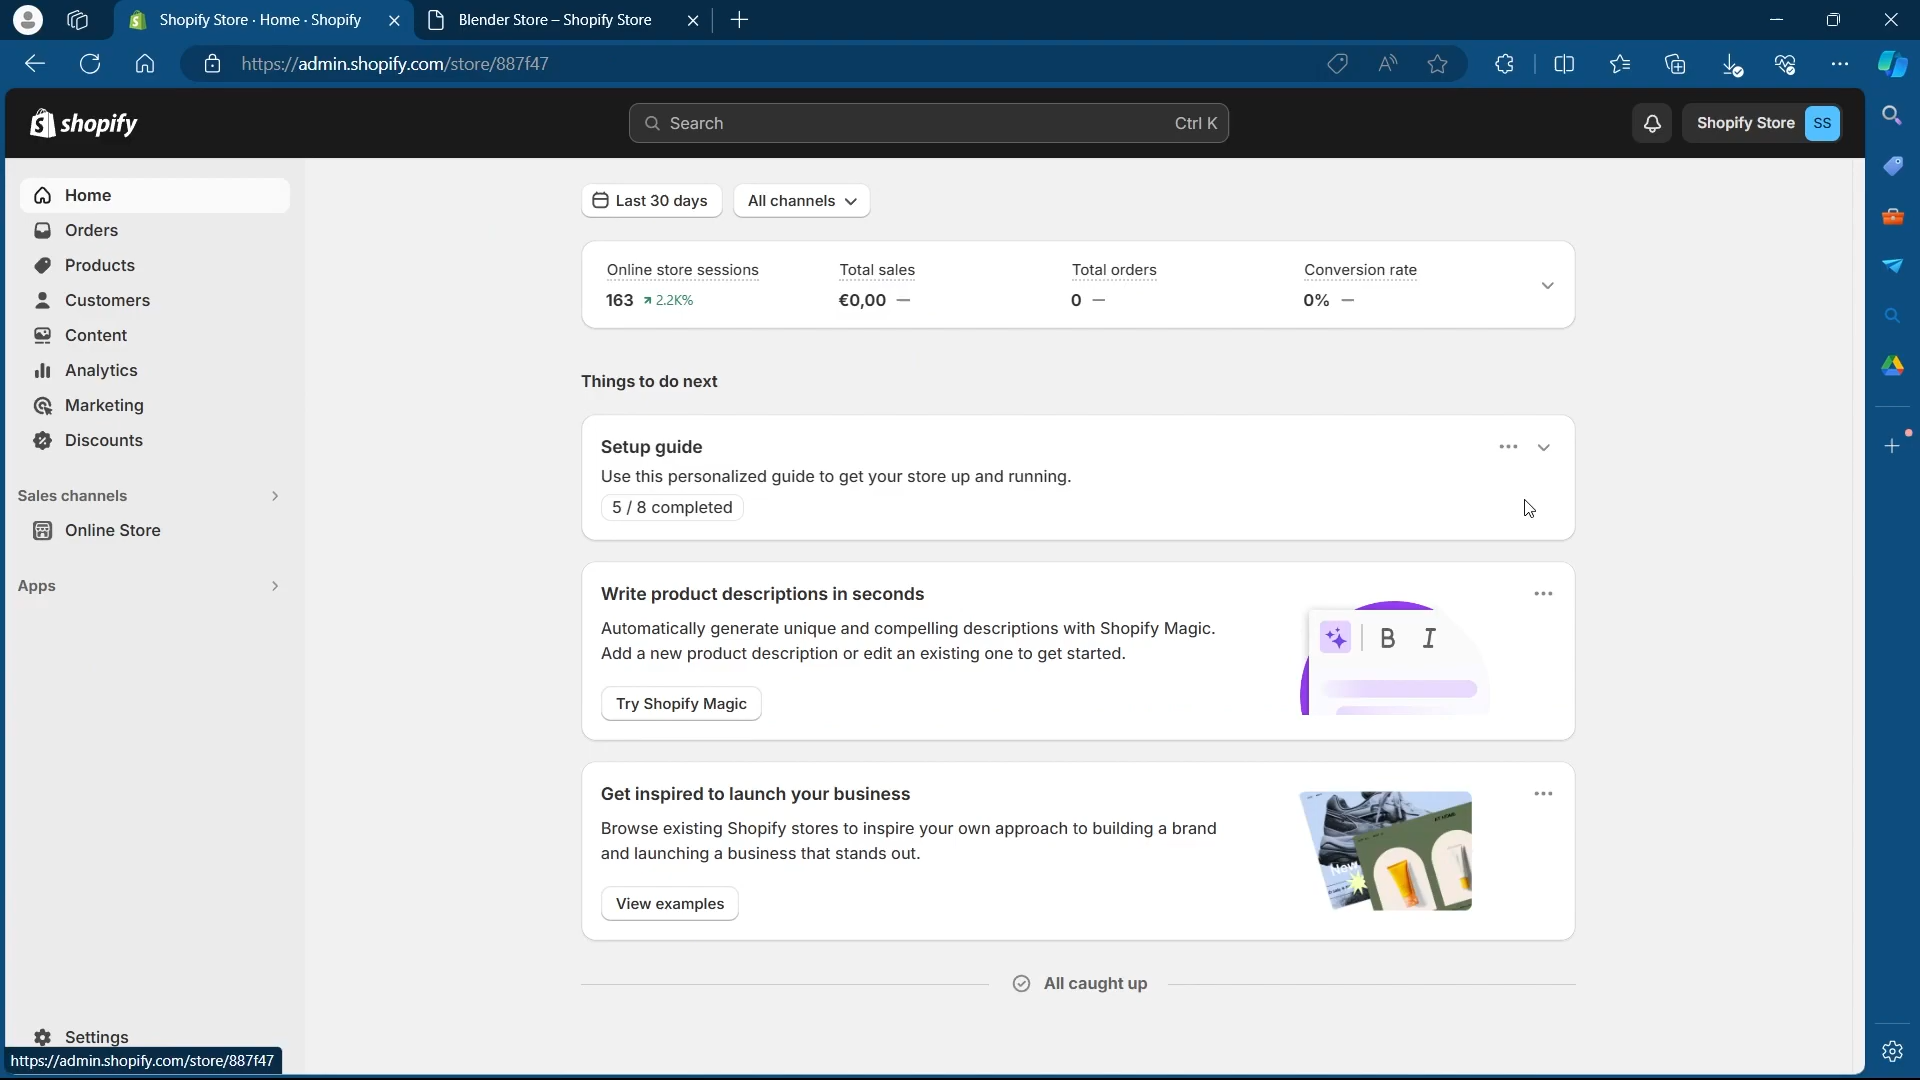 Shopify Store · Home · Shopify
Blender Store – Shopify Store
https://admin.shopify.com/store/887f47
shopify
Search
Ctrl K
Shopify Store
SS
Home
Orders
Products
Customers
Content
Analytics
Marketing
Discounts
Sales channels
Online Store
Apps
Settings
https://admin.shopify.com/store/887f47
Last 30 days
All channels
Online store sessions
163 2.2K%
Total sales
€0,00 —
Total orders
0 —
Conversion rate
0% —
Things to do next
Setup guide
Use this personalized guide to get your store up and running.
5 / 8 completed
Write product descriptions in seconds
Automatically generate unique and compelling descriptions with Shopify Magic.
Add a new product description or edit an existing one to get started.
Try Shopify Magic
B I
Get inspired to launch your business
Browse existing Shopify stores to inspire your own approach to building a brand
and launching a business that stands out.
View examples
New
All caught up